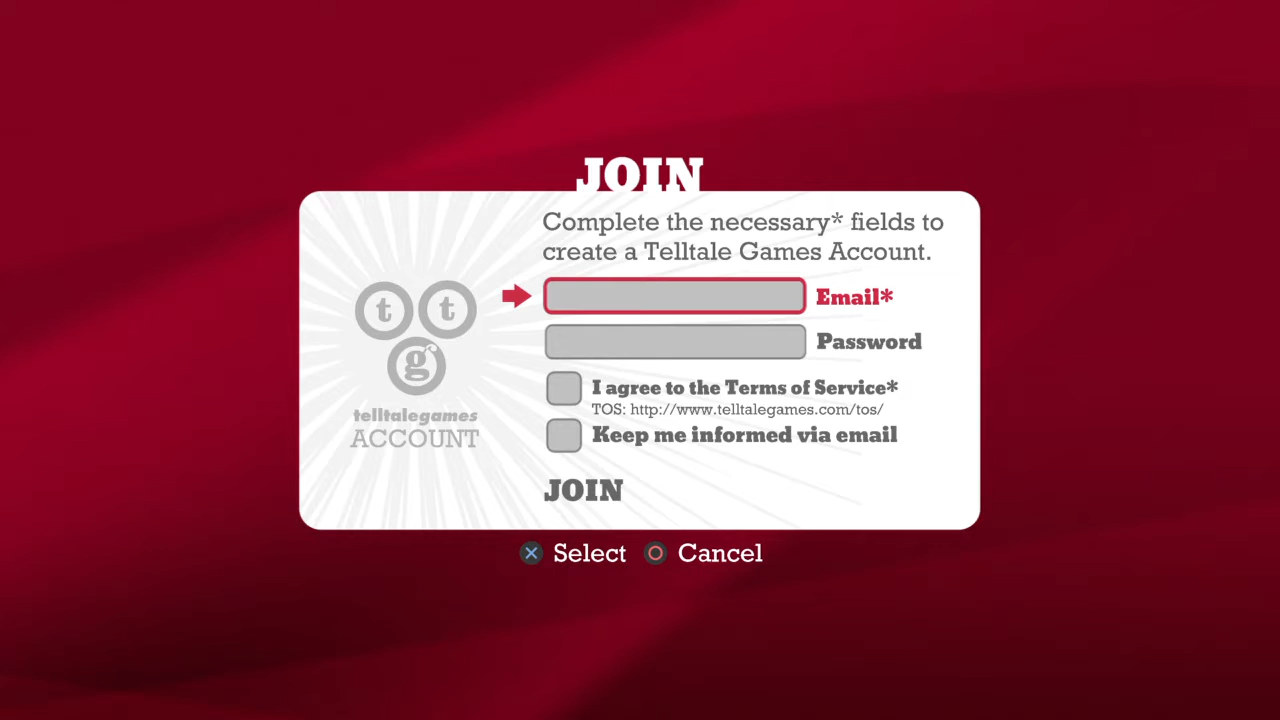 JOIN
Complete the necessary* fields to
create a Telltale Games Account.
Email*
Password
t t
g
telltalegames
ACCOUNT
I agree to the Terms of Service*
TOS: http://www.telltalegames.com/tos/
Keep me informed via email
JOIN
Select Cancel